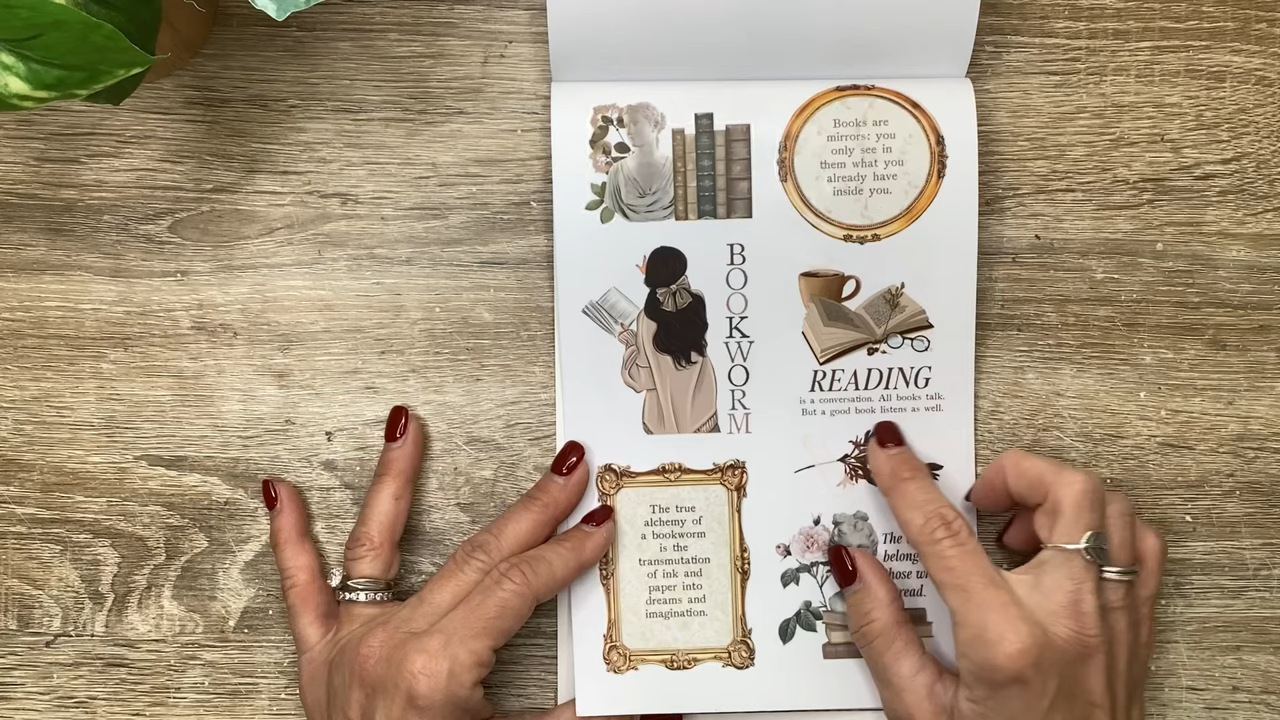 Books are
mirrors: you
only see in
them what you
already have
inside you.
BOOKWORM
READING
is a conversation. All books talk.
But a good book listens as well.
The true
alchemy of
a bookworm
is the
transmutation
of ink and
paper into
dreams and
imagination.
The
belong
read.